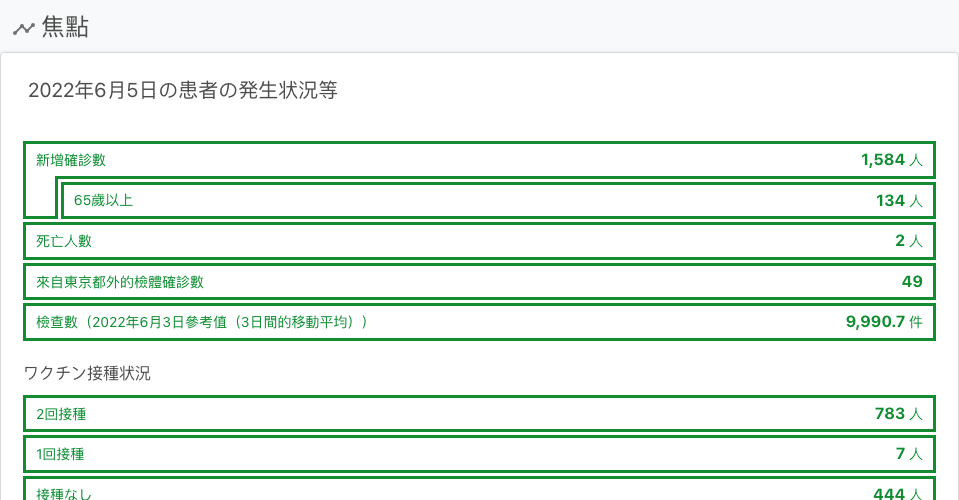 焦點
2022年6月5日の患者の発生状況等
新增確診數 1,584 人
65歲以上 134 人
死亡人數 2 人
來自東京都外的檢體確診數 49
檢查數（2022年6月3日參考值（3日間的移動平均）) 9,990.7 件
ワクチン接種状況
2回接種 783 人
1回接種 7 人
接種なし 444 人